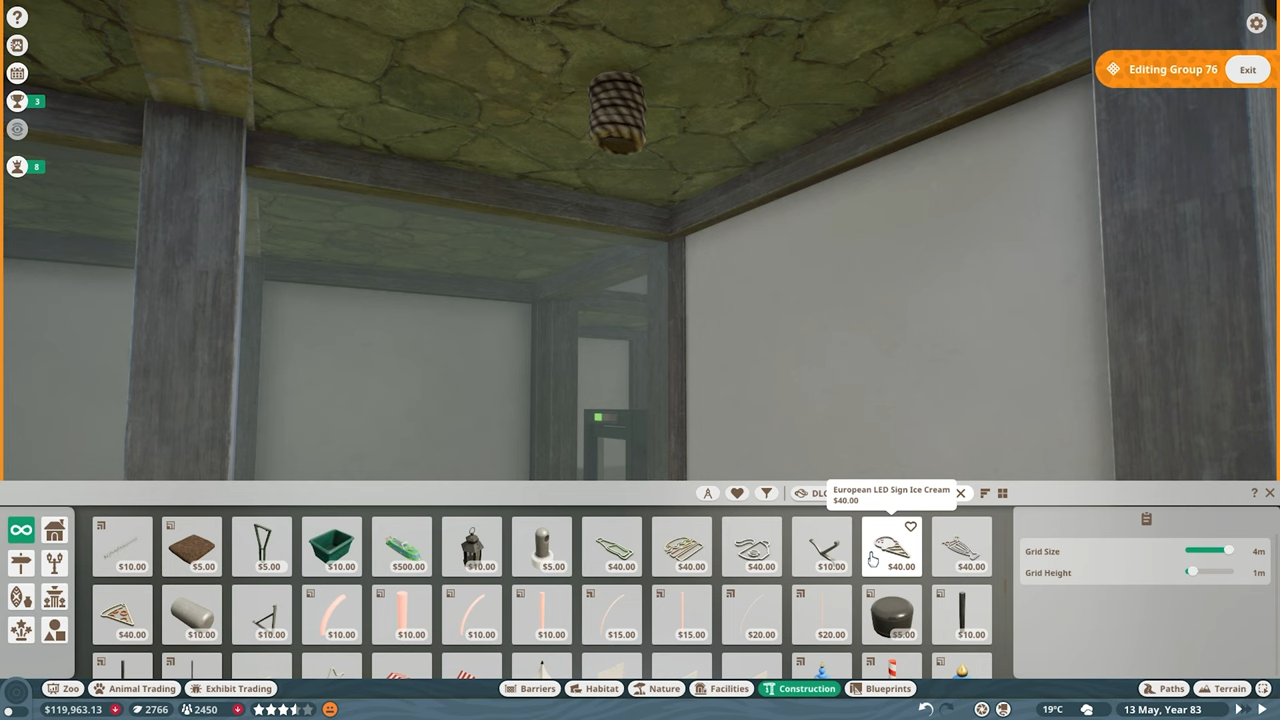 ?
3
8
Editing Group 76
Exit
DLC
European LED Sign Ice Cream
$40.00
?
$10.00
$5.00
$5.00
$10.00
$500.00
$10.00
$5.00
$40.00
$40.00
$40.00
$10.00
$40.00
$40.00
$40.00
$10.00
$10.00
$10.00
$10.00
$10.00
$10.00
$15.00
$15.00
$20.00
$20.00
$5.00
$10.00
Grid Size
4m
Grid Height
1m
Zoo
Animal Trading
Exhibit Trading
Barriers
Habitat
Nature
Facilities
Construction
Blueprints
Paths
Terrain
$119,963.13
2766
2450
19°C
13 May, Year 83